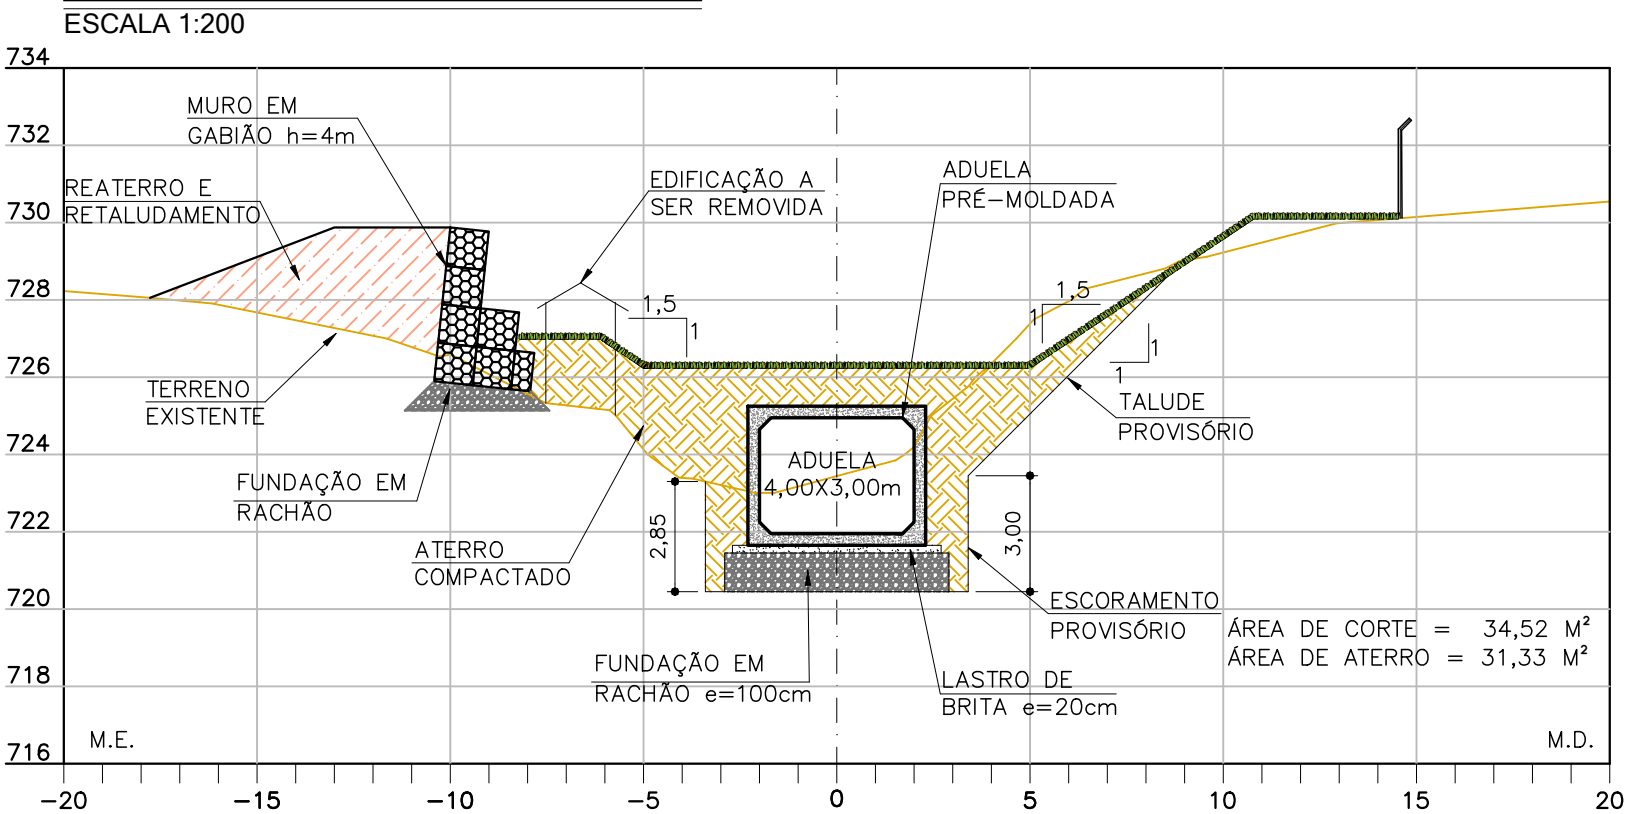 ESCALA 1:200
734
732
730
728
726
724
722
720
718
716
MURO EM
GABIÃO h=4m
REATERRO E
RETALUDAMENTO
EDIFICAÇÃO A
SER REMOVIDA
ADUELA
PRÉ-MOLDADA
1,5
1
1,5
1
1
1
TERRENO
EXISTENTE
TALUDE
PROVISÓRIO
FUNDAÇÃO EM
RACHÃO
ADUELA
4,00X3,00m
2,85
3,00
ATERRO
COMPACTADO
ESCORAMENTO
PROVISÓRIO
ÁREA DE CORTE = 34,52 M²
ÁREA DE ATERRO = 31,33 M²
FUNDAÇÃO EM
RACHÃO e=100cm
LASTRO DE
BRITA e=20cm
M.E.
M.D.
-20 -15 -10 -5 0 5 10 15 20